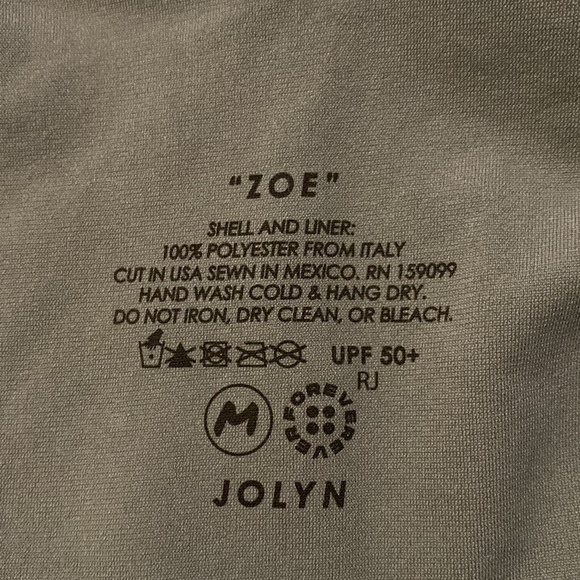 "ZOE"
SHELL AND LINER:
100% POLYESTER FROM ITALY
CUT IN USA SEWN IN MEXICO. RN 159099
HAND WASH COLD & HANG DRY.
DO NOT IRON, DRY CLEAN, OR BLEACH.
UPF 50+
RJ
M
FOREVEREVER
JOLYN